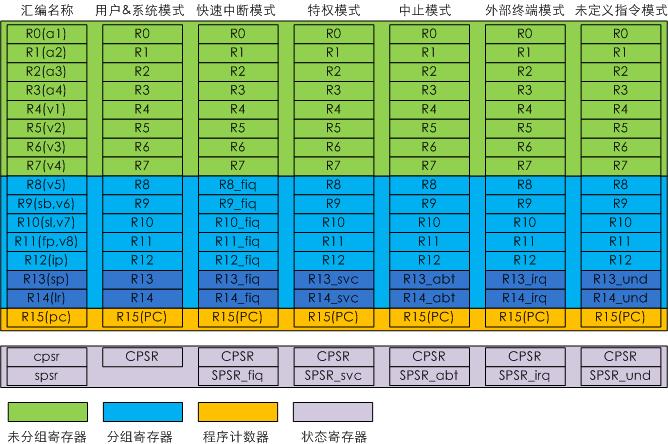 汇编名称 用户&系统模式 快速中断模式 特权模式 中止模式 外部终端模式 未定义指令模式
R0(a1) R0 R0 R0 R0 R0 R0
R1(a2) R1 R1 R1 R1 R1 R1
R2(a3) R2 R2 R2 R2 R2 R2
R3(a4) R3 R3 R3 R3 R3 R3
R4(v1) R4 R4 R4 R4 R4 R4
R5(v2) R5 R5 R5 R5 R5 R5
R6(v3) R6 R6 R6 R6 R6 R6
R7(v4) R7 R7 R7 R7 R7 R7
R8(v5) R8 R8_fiq R8 R8 R8 R8
R9(sb,v6) R9 R9_fiq R9 R9 R9 R9
R10(sl,v7) R10 R10_fiq R10 R10 R10 R10
R11(fp,v8) R11 R11_fiq R11 R11 R11 R11
R12(ip) R12 R12_fiq R12 R12 R12 R12
R13(sp) R13 R13_fiq R13_svc R13_abt R13_irq R13_und
R14(lr) R14 R14_fiq R14_svc R14_abt R14_irq R14_und
R15(pc) R15(PC) R15(PC) R15(PC) R15(PC) R15(PC) R15(PC)
cpsr CPSR CPSR CPSR CPSR CPSR CPSR
spsr SPSR_fiq SPSR_svc SPSR_abt SPSR_irq SPSR_und
未分组寄存器 分组寄存器 程序计数器 状态寄存器